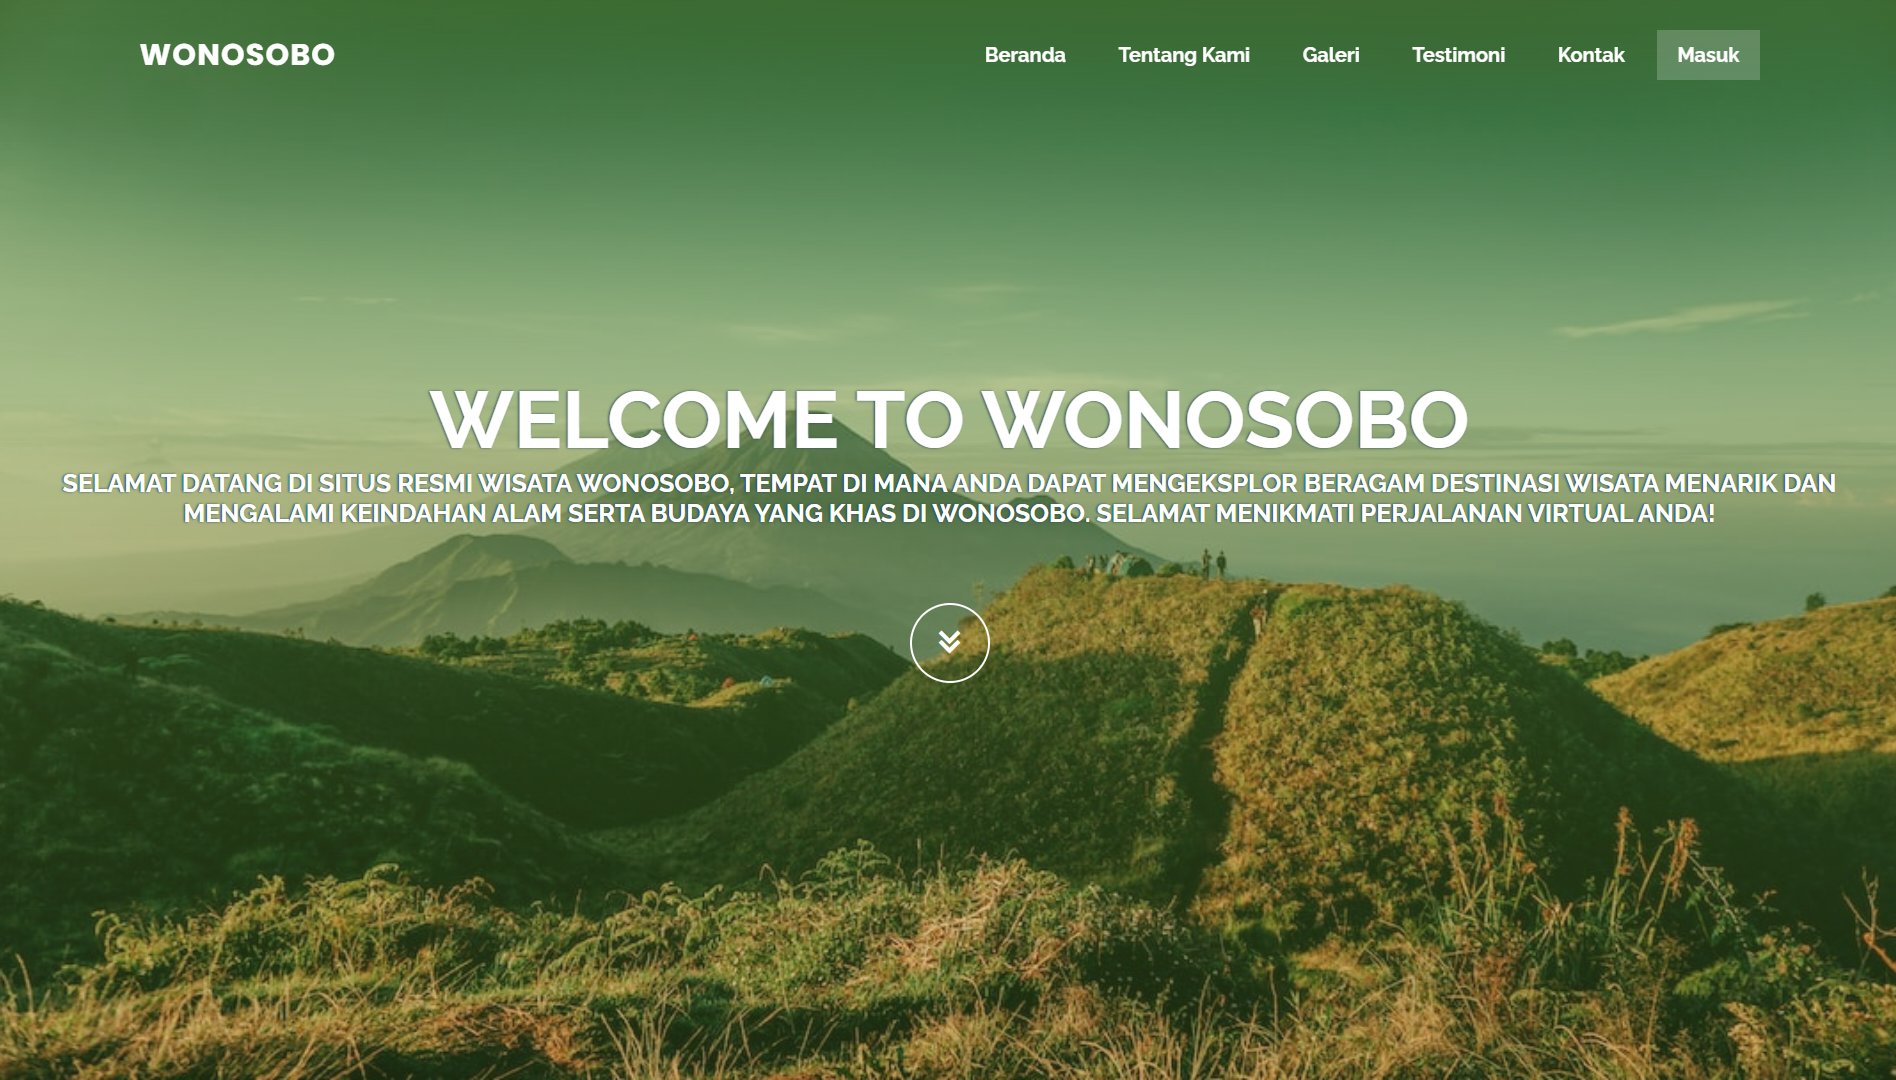 WONOSOBO
Beranda Tentang Kami Galeri Testimoni Kontak Masuk
WELCOME TO WONOSOBO
SELAMAT DATANG DI SITUS RESMI WISATA WONOSOBO, TEMPAT DI MANA ANDA DAPAT MENGEKSPLOR BERAGAM DESTINASI WISATA MENARIK DAN
MENGALAMI KEINDAHAN ALAM SERTA BUDAYA YANG KHAS DI WONOSOBO. SELAMAT MENIKMATI PERJALANAN VIRTUAL ANDA!